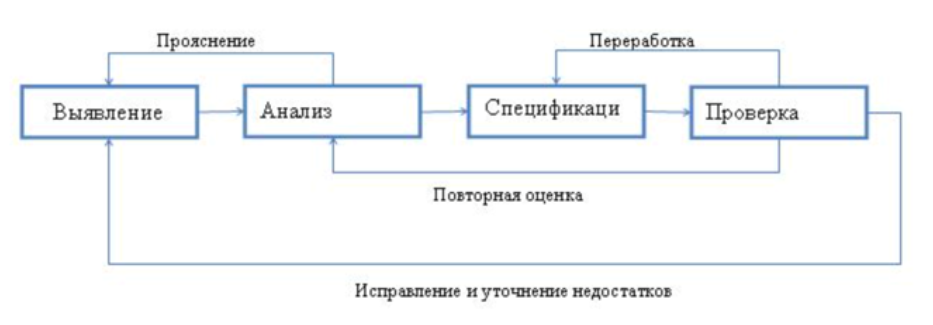 Прояснение
Переработка
Выявление
Анализ
Спецификаци
Проверка
Повторная оценка
Исправление и уточнение недостатков